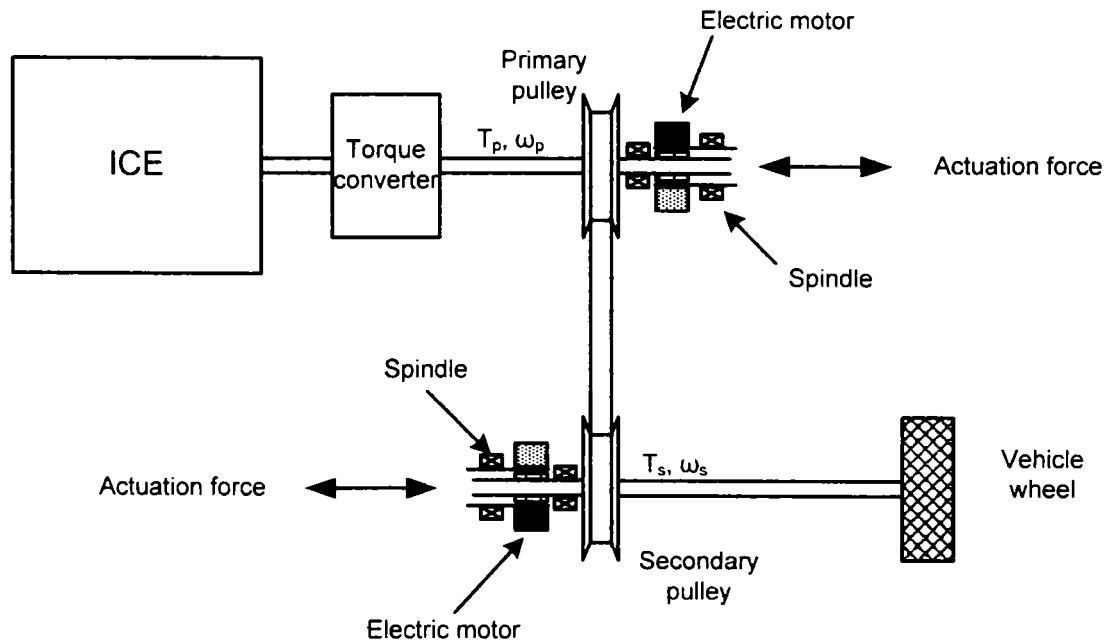 Electric motor
Primary
pulley
ICE
Torque
converter
T_p, ω_p
Actuation force
Spindle
Spindle
Actuation force
T_s, ω_s
Vehicle
wheel
Secondary
pulley
Electric motor